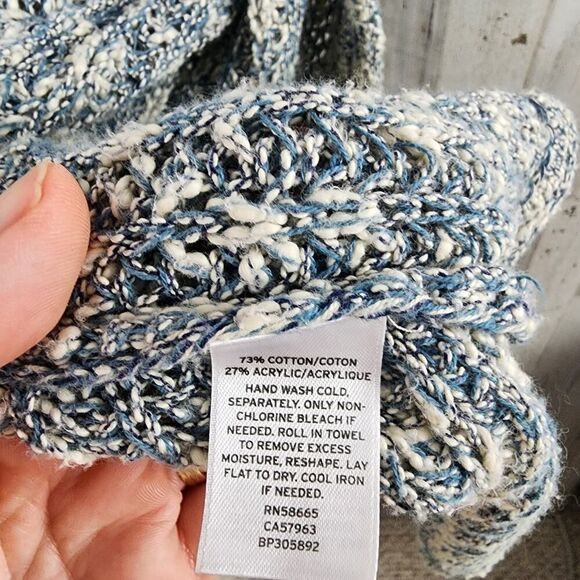 73% COTTON/COTON
27% ACRYLIC/ACRYLIQUE
HAND WASH COLD,
SEPARATELY. ONLY NON-
CHLORINE BLEACH IF
NEEDED. ROLL IN TOWEL
TO REMOVE EXCESS
MOISTURE, RESHAPE. LAY
FLAT TO DRY. COOL IRON
IF NEEDED.
RN58665
CA57963
BP305892